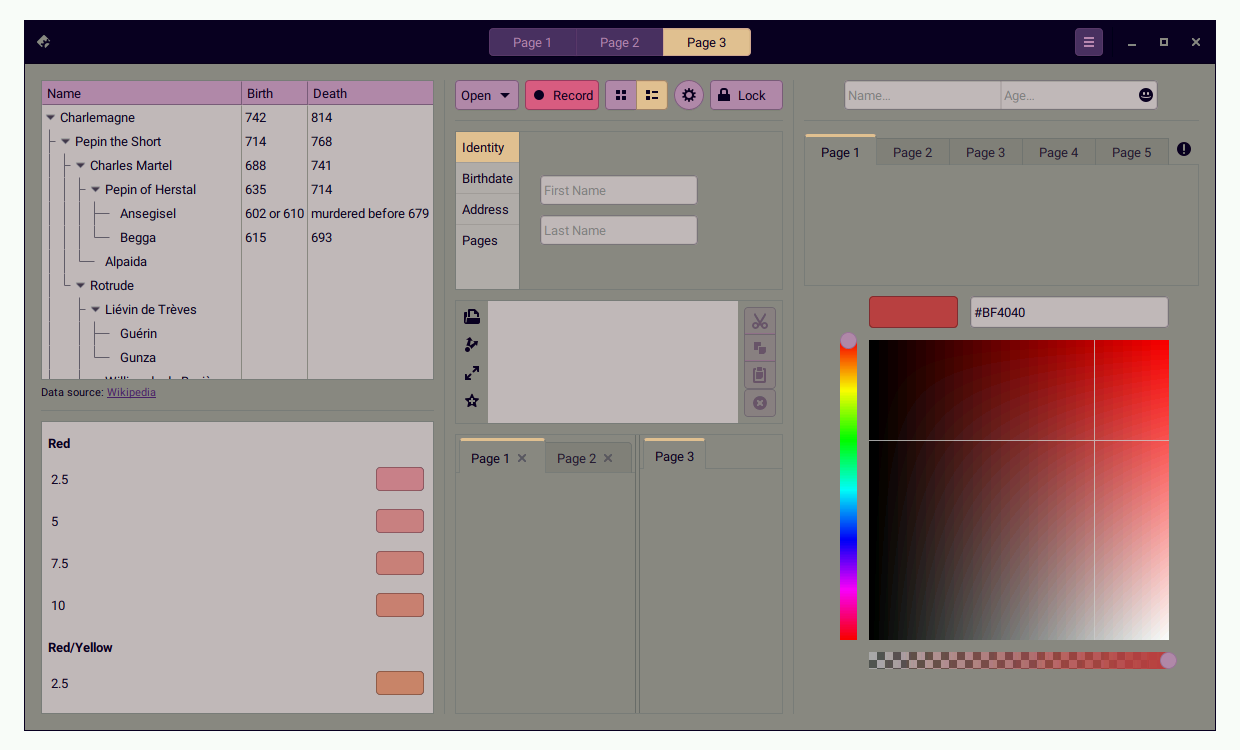 Page 1 Page 2 Page 3
Name Birth Death
Charlemagne 742 814
Pepin the Short 714 768
Charles Martel 688 741
Pepin of Herstal 635 714
Ansegisel 602 or 610 murdered before 679
Begga 615 693
Alpaida
Rotrude
Liévin de Trèves
Guérin
Gunza
Data source: Wikipedia
Red
2.5
5
7.5
10
Red/Yellow
2.5
Open Record Lock
Identity
Birthdate
Address
Pages
First Name
Last Name
Page 1 Page 2 Page 3
Name... Age...
Page 1 Page 2 Page 3 Page 4 Page 5
#BF4040